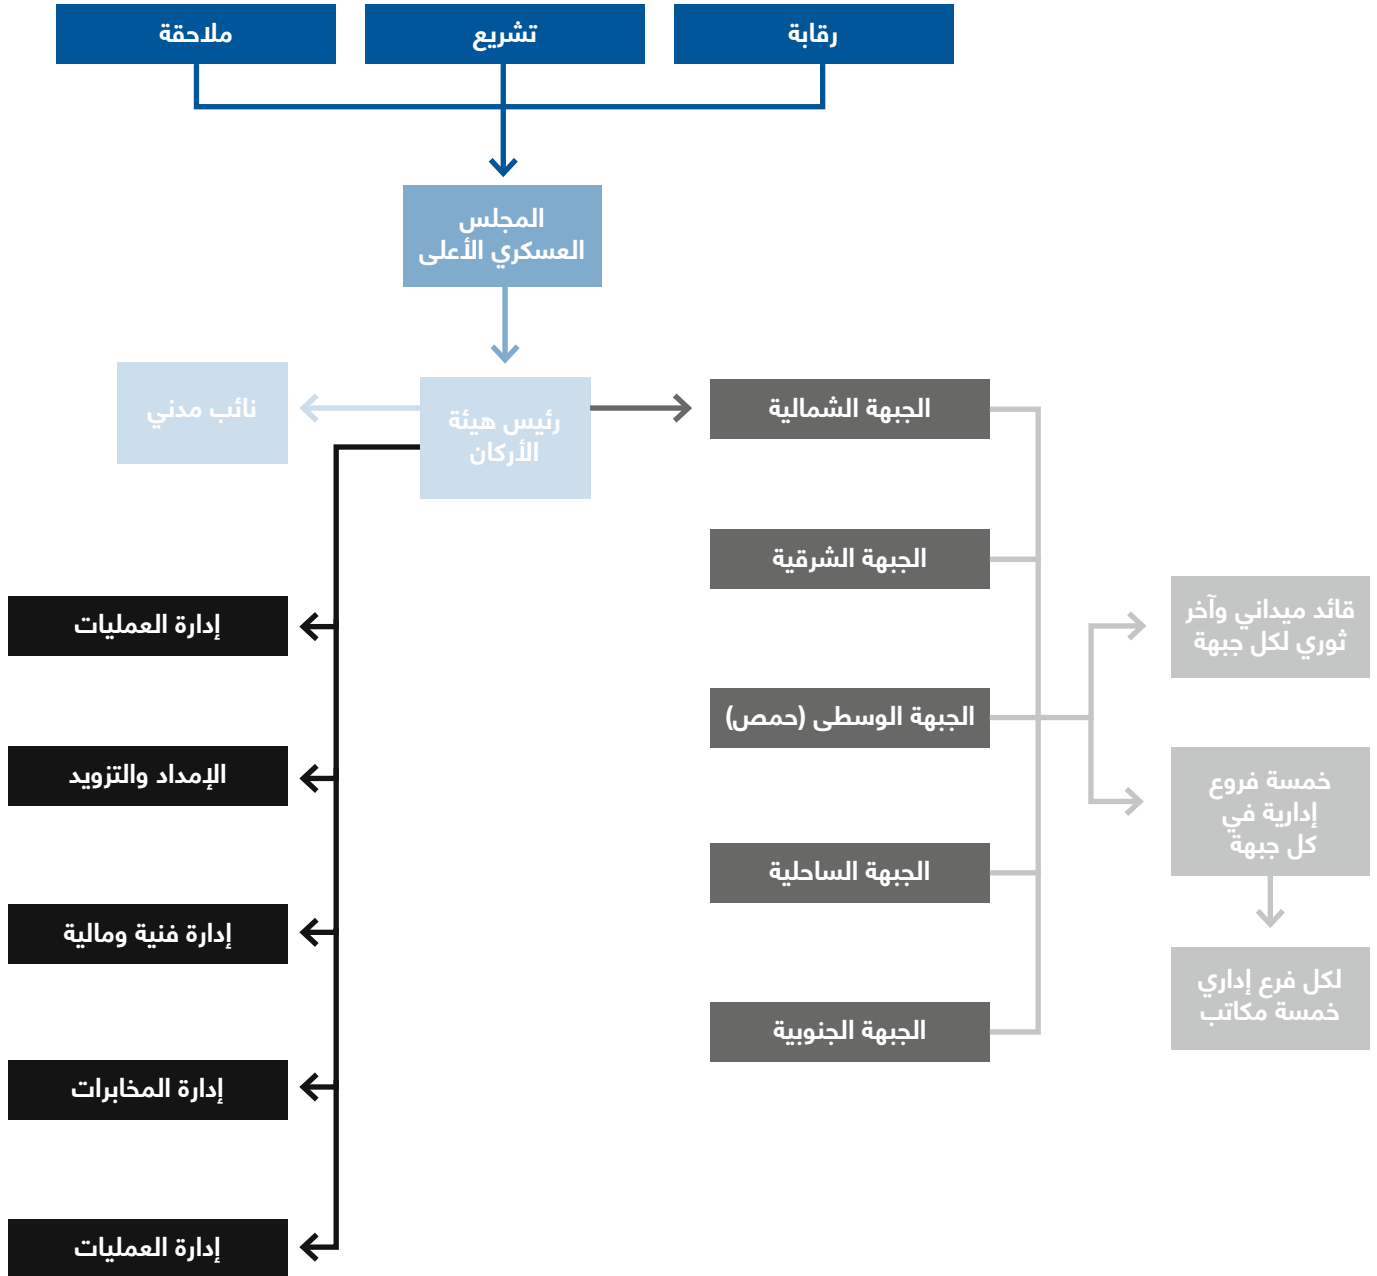 رقابة
تشريع
ملاحقة
المجلس
العسكري الأعلى
رئيس هيئة
الأركان
نائب مدني
الجبهة الشمالية
الجبهة الشرقية
الجبهة الوسطى (حمص)
الجبهة الساحلية
الجبهة الجنوبية
قائد ميداني وآخر
ثوري لكل جبهة
خمسة فروع
إدارية في
كل جبهة
لكل فرع إداري
خمسة مكاتب
إدارة العمليات
الإمداد والتزويد
إدارة فنية ومالية
إدارة المخابرات
إدارة العمليات